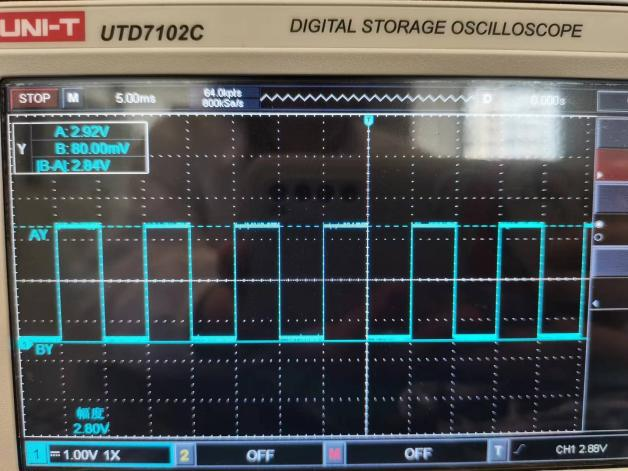 UNI-T UTD7102C DIGITAL STORAGE OSCILLOSCOPE
STOP M 5.00ms 64.0kpts D 0.000s
800kSa/s
T
A: 2.92V
Y B: 80.00mV
|B-A|: 2.84V
AY
BY
幅度
2.80V
1 1.00V 1X 2 OFF M OFF T CH1 2.88V